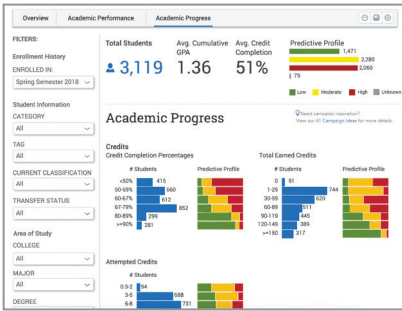 Overview
Academic Performance
Academic Progress
FILTERS:
Enrollment History
ENROLLED IN:
Spring Semester 2018
Student Information
CATEGORY
All
TAG
All
CURRENT CLASSIFICATION
All
TRANSFER STATUS
All
Area of Study
COLLEGE
All
MAJOR
All
DEGREE
Total Students
3,119
Avg. Cumulative
GPA
1.36
Avg. Credit
Completion
51%
Predictive Profile
1,471
2,280
2,060
75
Low
Moderate
High
Unknown
Academic Progress
Need campaign inspiration?
View our 41 Campaign Ideas for more details.
Credits
Credit Completion Percentages
# Students
Predictive Profile
<50% 415
50-59% 660
60-67% 612
67-79% 852
80-89% 299
>=90% 281
Total Earned Credits
# Students
Predictive Profile
0 91
1-29 744
30-59 620
60-89 511
90-119 445
120-149 389
>=150 317
Attempted Credits
# Students
0.5-2 94
3-5 588
6-8 731